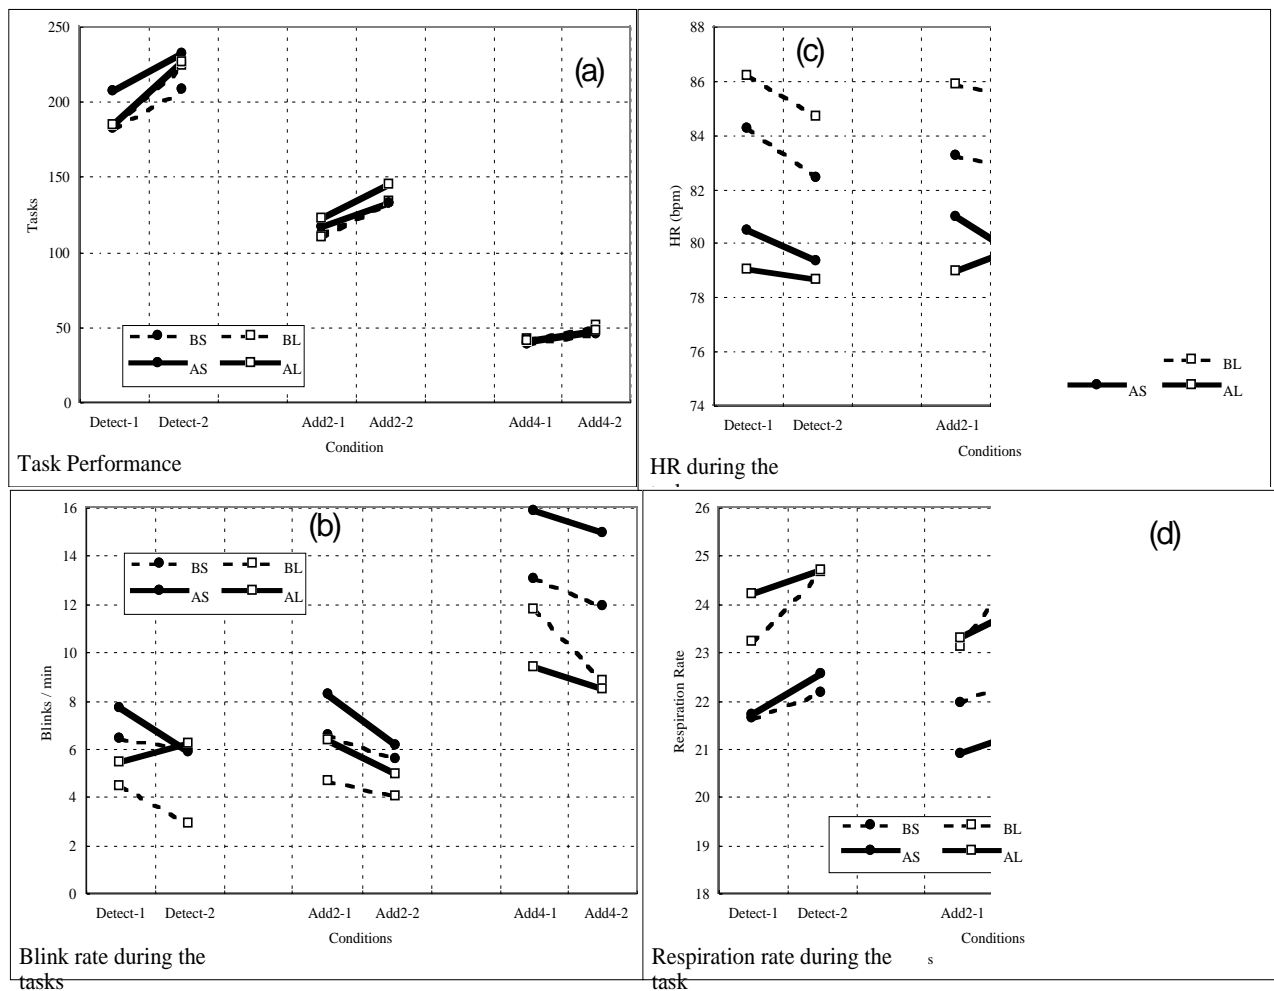 250
200
150
100
50
0
Tasks
(a)
BS
BL
AS
AL
Detect-1 Detect-2 Add2-1 Add2-2 Add4-1 Add4-2
Condition
Task Performance
88
86
84
82
80
78
76
74
HR (bpm)
(c)
BL
AS
AL
Detect-1 Detect-2 Add2-1
Conditions
HR during the
16
14
12
10
8
6
4
2
0
Blinks / min
(b)
BS
BL
AS
AL
Detect-1 Detect-2 Add2-1 Add2-2 Add4-1 Add4-2
Conditions
Blink rate during the
tasks
26
25
24
23
22
21
20
19
18
Respiration Rate
(d)
BS
BL
AS
AL
Detect-1 Detect-2 Add2-1
Conditions
Respiration rate during the s
task